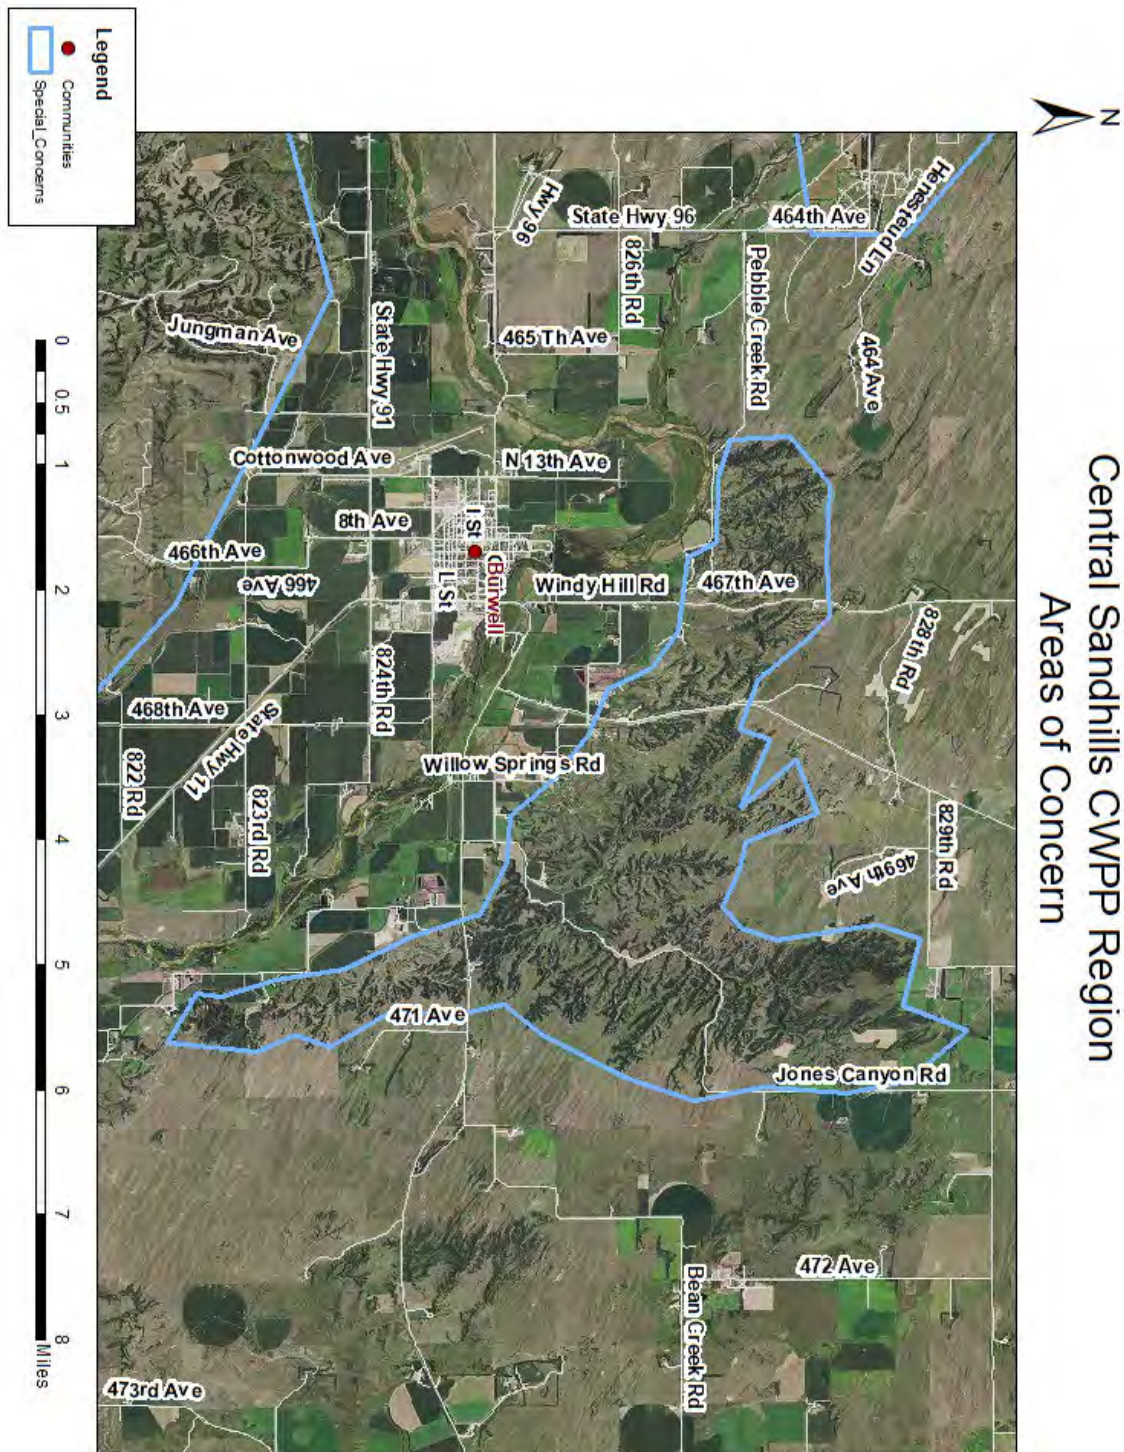 Central Sandhills CWPP Region
Areas of Concern
N
Henesteud Ln
464th Ave
State Hwy 96
Hwy 96
826th Rd
Pebble Creek Rd
464 Ave
465 Th Ave
State Hwy 91
Jungman Ave
Cottonwood Ave
N 13th Ave
8th Ave
I St
L St
Burwell
Windy Hill Rd
467th Ave
466th Ave
466 Ave
828th Rd
824th Rd
468th Ave
State Hwy 11
822 Rd
823rd Rd
Willow Springs Rd
829th Rd
469th Ave
471 Ave
Jones Canyon Rd
472 Ave
Bean Creek Rd
473rd Ave
Legend
Communities
Special_Concerns
0 0.5 1 2 3 4 5 6 7 8
Miles